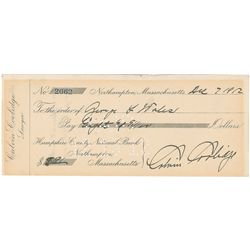 Calvin Coolidge
Lawyer
No 2062 Northampton, Massachusetts, Dec 7 1912
To the order of George L
Pay Eight Dollars
Hampshire County National Bank
Northampton,
$ Massachusetts
Calvin Coolidge